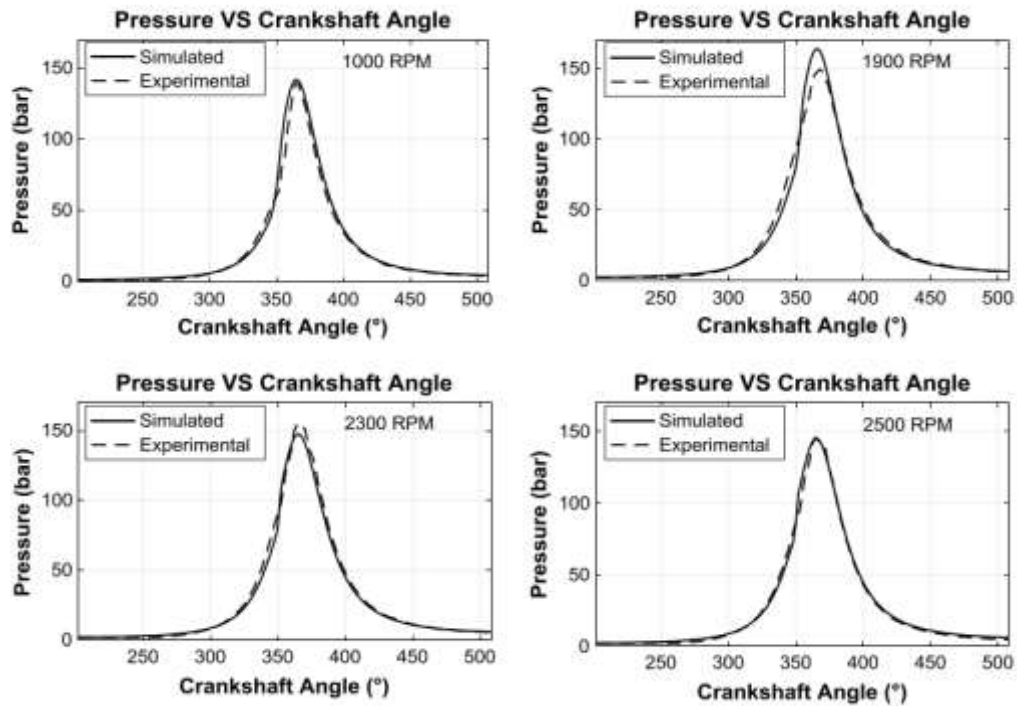 Pressure VS Crankshaft Angle
Simulated
Experimental
1000 RPM
150
100
50
0
Pressure (bar)
250 300 350 400 450 500
Crankshaft Angle (°)
Pressure VS Crankshaft Angle
Simulated
Experimental
1900 RPM
150
100
50
0
Pressure (bar)
250 300 350 400 450 500
Crankshaft Angle (°)
Pressure VS Crankshaft Angle
Simulated
Experimental
2300 RPM
150
100
50
0
Pressure (bar)
200 250 300 350 400 450 500
Crankshaft Angle (°)
Pressure VS Crankshaft Angle
Simulated
Experimental
2500 RPM
150
100
50
0
Pressure (bar)
250 300 350 400 450 500
Crankshaft Angle (°)